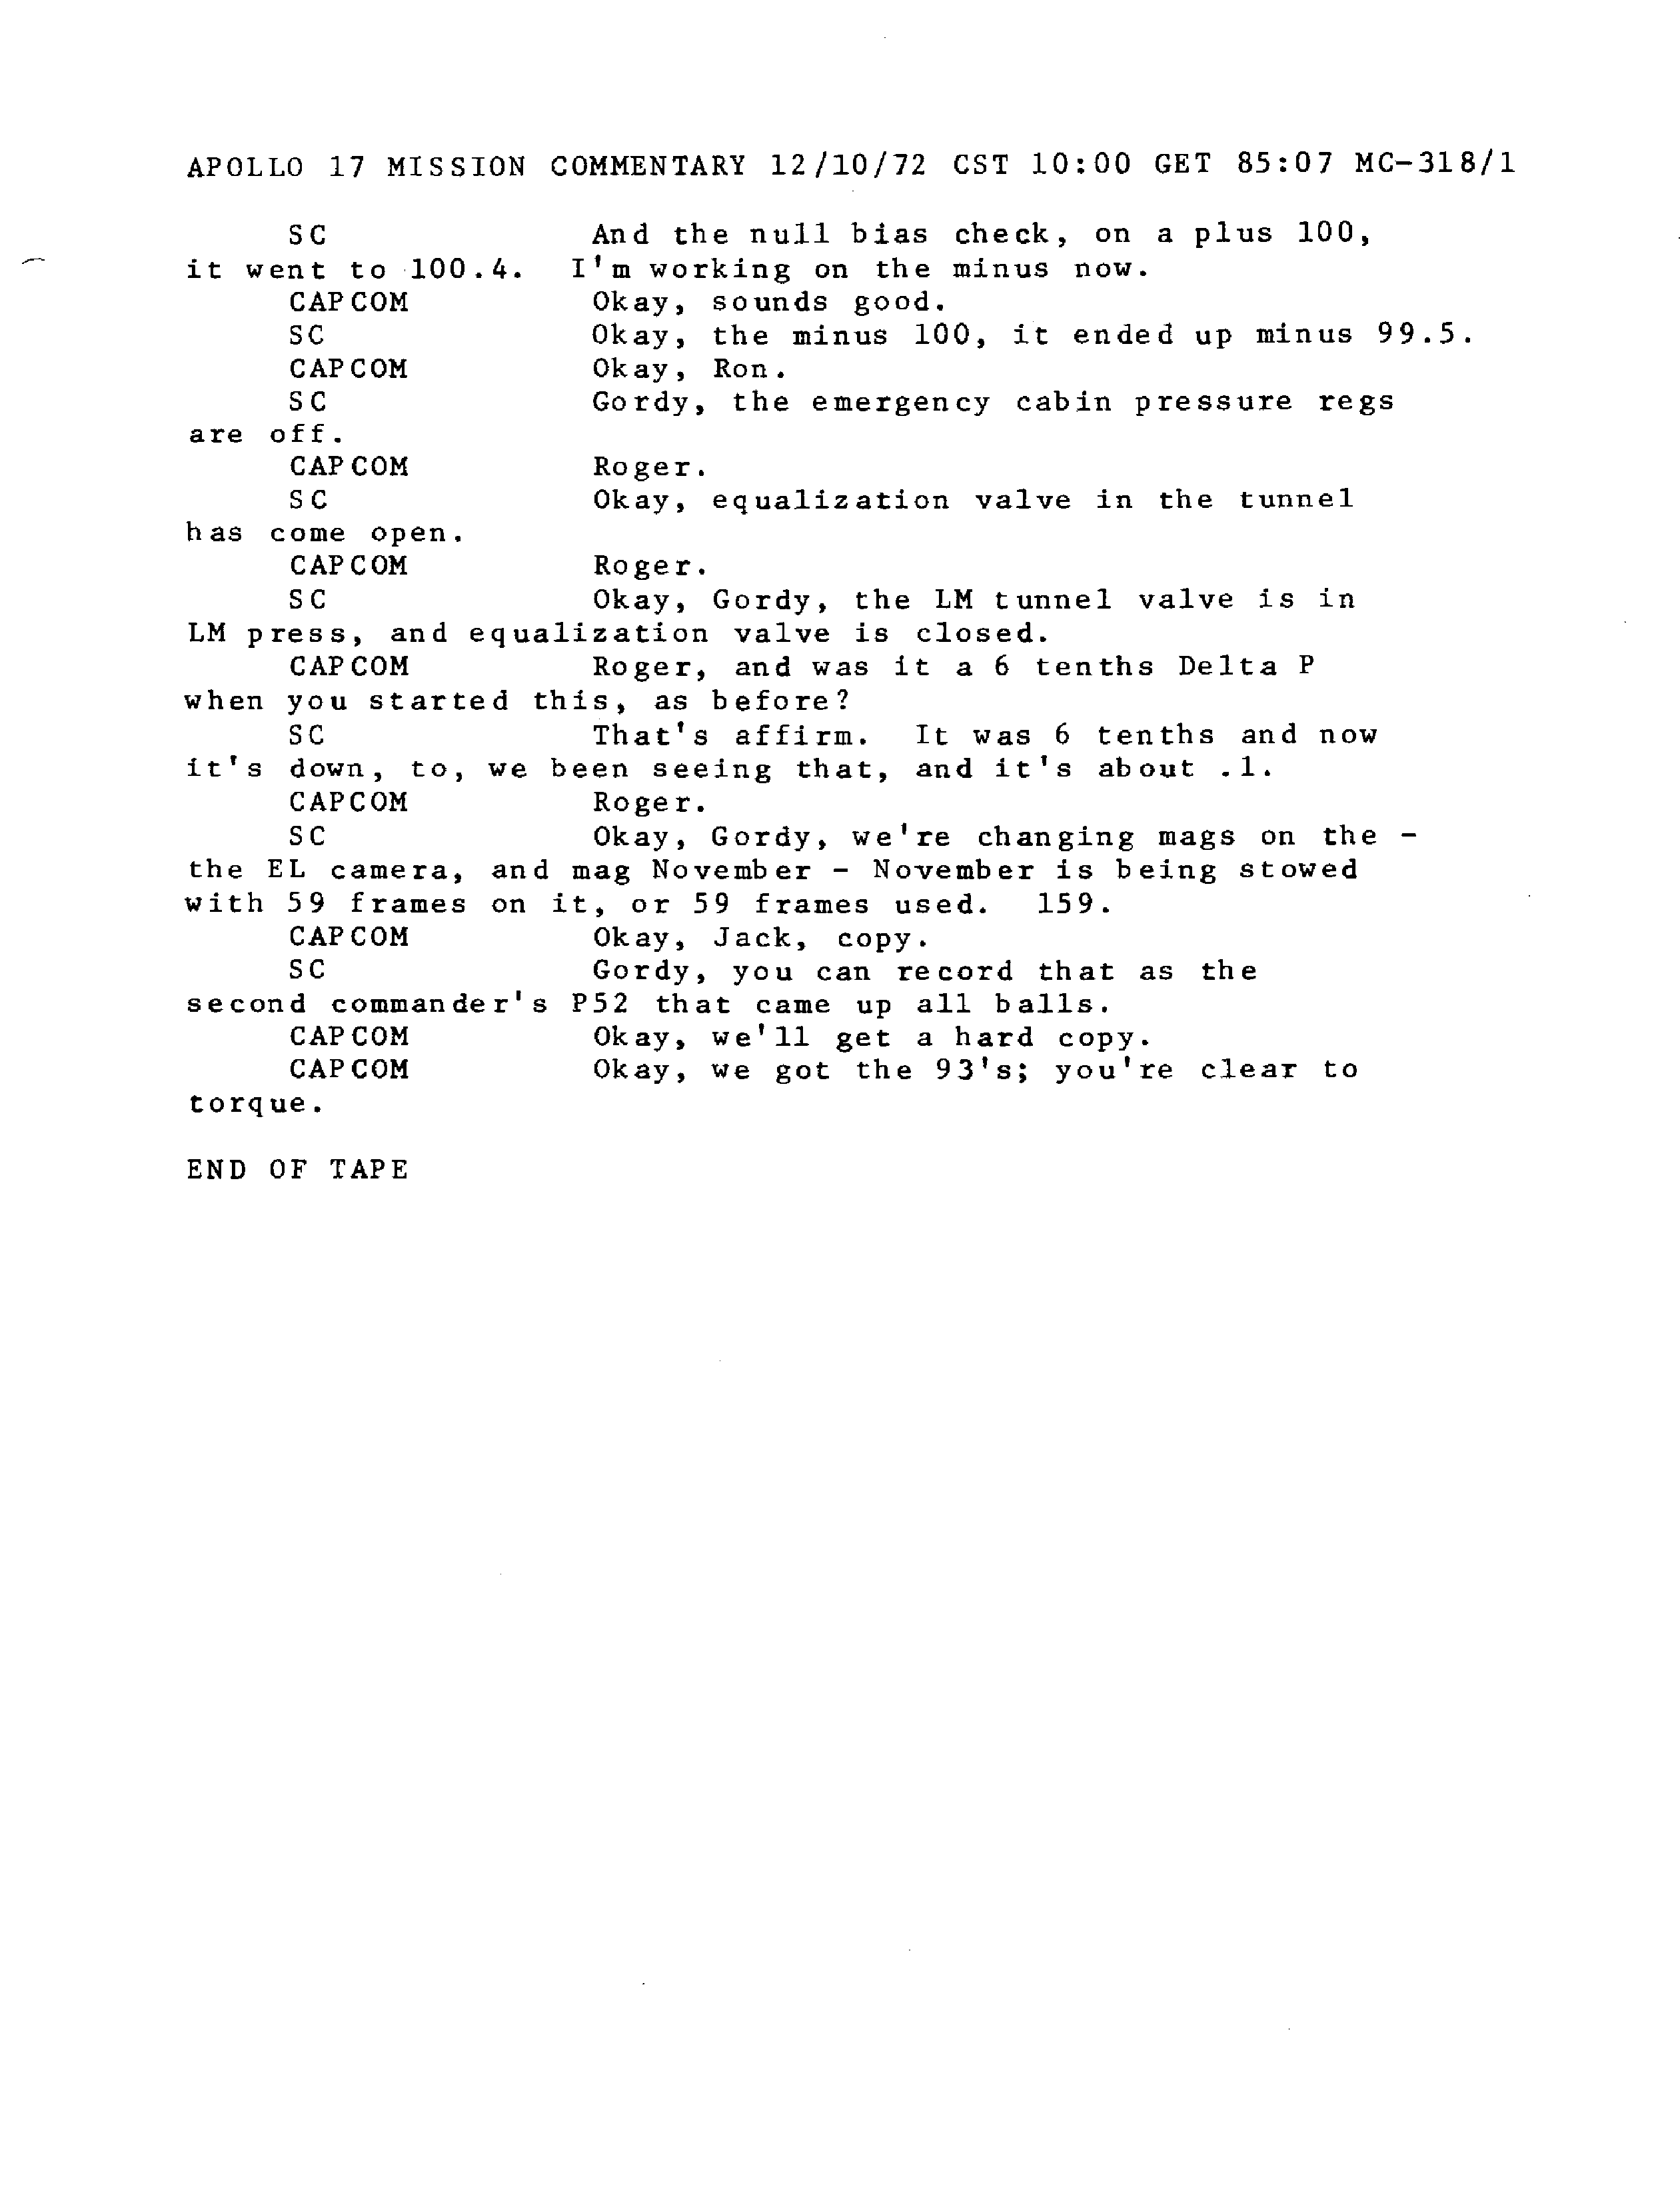 APOLLO 17 MISSION COMMENTARY 12/10/72 CST 10:00 GET 85:07 MC-318/1
SC And the null bias check, on a plus 100,
it went to 100.4. I'm working on the minus now.
CAPCOM Okay, sounds good.
SC Okay, the minus 100, it ended up minus 99.5.
CAPCOM Okay, Ron.
SC Gordy, the emergency cabin pressure regs
are off.
CAPCOM Roger.
SC Okay, equalization valve in the tunnel
has come open.
CAPCOM Roger.
SC Okay, Gordy, the LM tunnel valve is in
LM press, and equalization valve is closed.
CAPCOM Roger, and was it a 6 tenths Delta P
when you started this, as before?
SC That's affirm. It was 6 tenths and now
it's down, to, we been seeing that, and it's about .1.
CAPCOM Roger.
SC Okay, Gordy, we're changing mags on the -
the EL camera, and mag November - November is being stowed
with 59 frames on it, or 59 frames used. 159.
CAPCOM Okay, Jack, copy.
SC Gordy, you can record that as the
second commander's P52 that came up all balls.
CAPCOM Okay, we'll get a hard copy.
CAPCOM Okay, we got the 93's; you're clear to
torque.
END OF TAPE